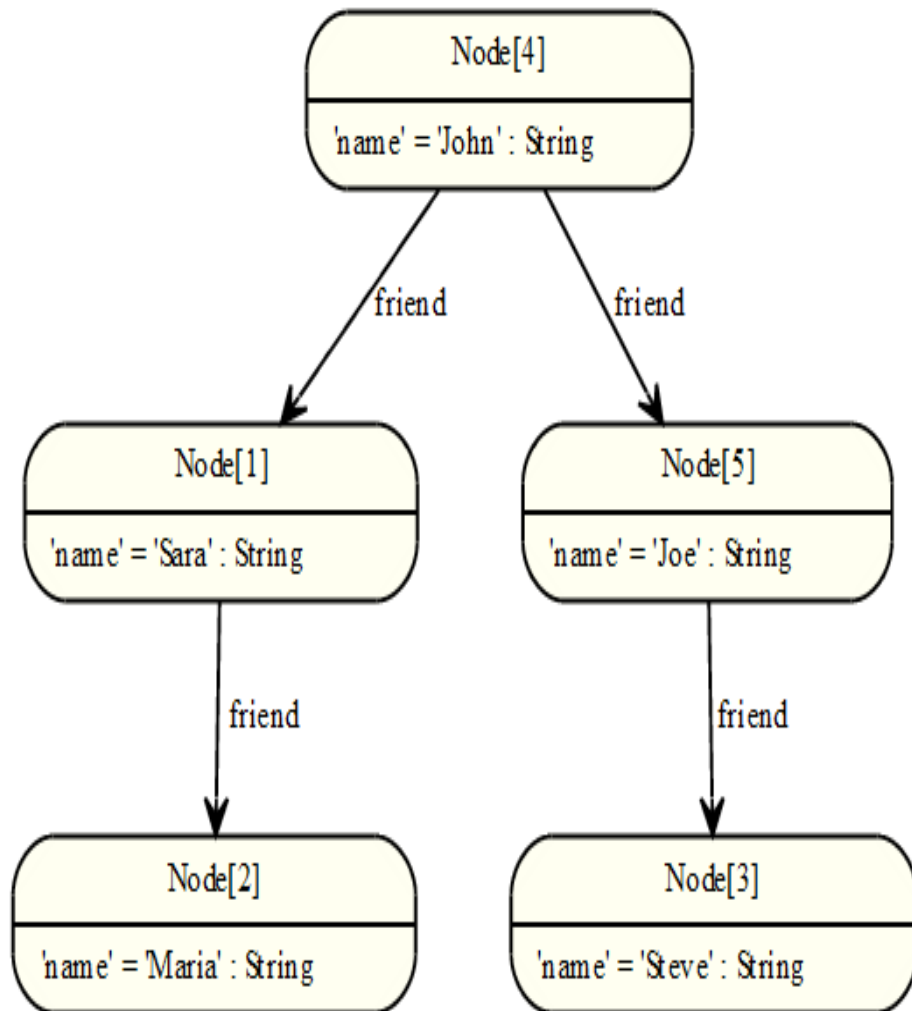 Node[4]
'name' = 'John' : String
friend
friend
Node[1]
'name' = 'Sara' : String
Node[5]
'name' = 'Joe' : String
friend
friend
Node[2]
'name' = 'Maria' : String
Node[3]
'name' = 'Steve' : String